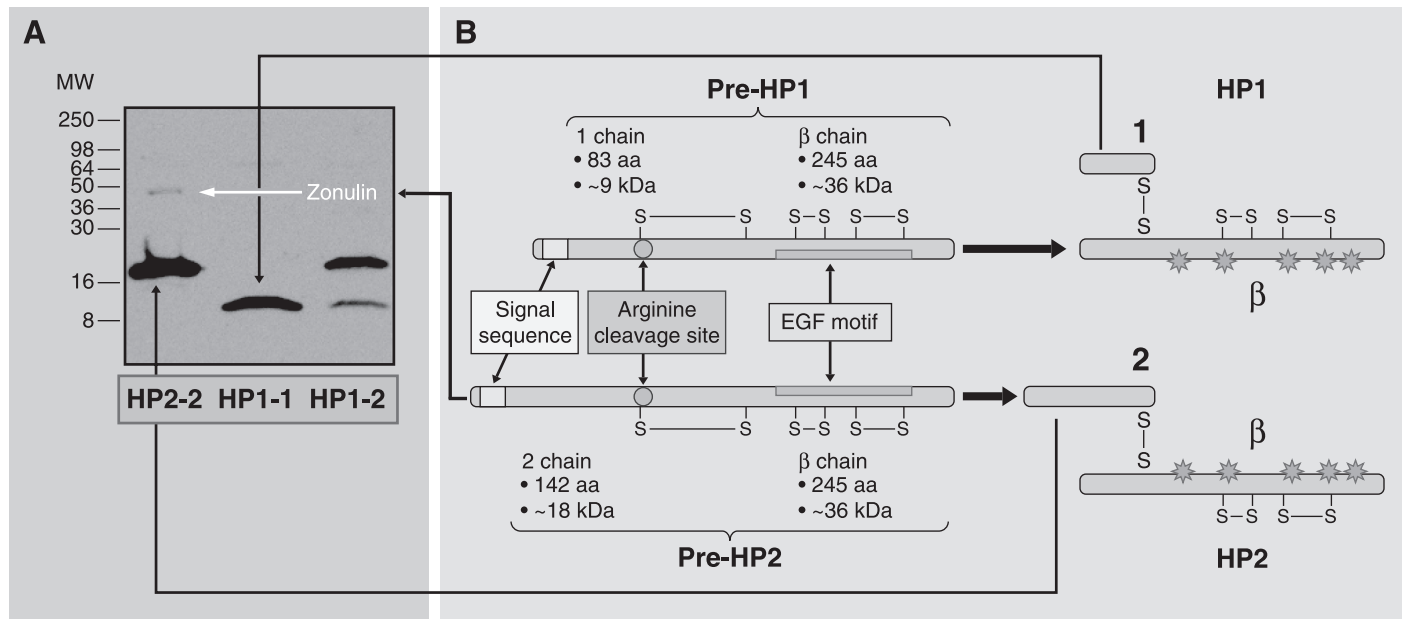 A
MW
250
98
64
50
36
30
16
8
Zonulin
HP2-2 HP1-1 HP1-2
B
Pre-HP1
1 chain
• 83 aa
• ~9 kDa
β chain
• 245 aa
• ~36 kDa
S S S–S S S
Signal
sequence
Arginine
cleavage site
EGF motif
S S S–S S S
2 chain
• 142 aa
• ~18 kDa
β chain
• 245 aa
• ~36 kDa
Pre-HP2
HP1
1
S
S
S–S S S
β
2
S
S
β
S–S S S
HP2